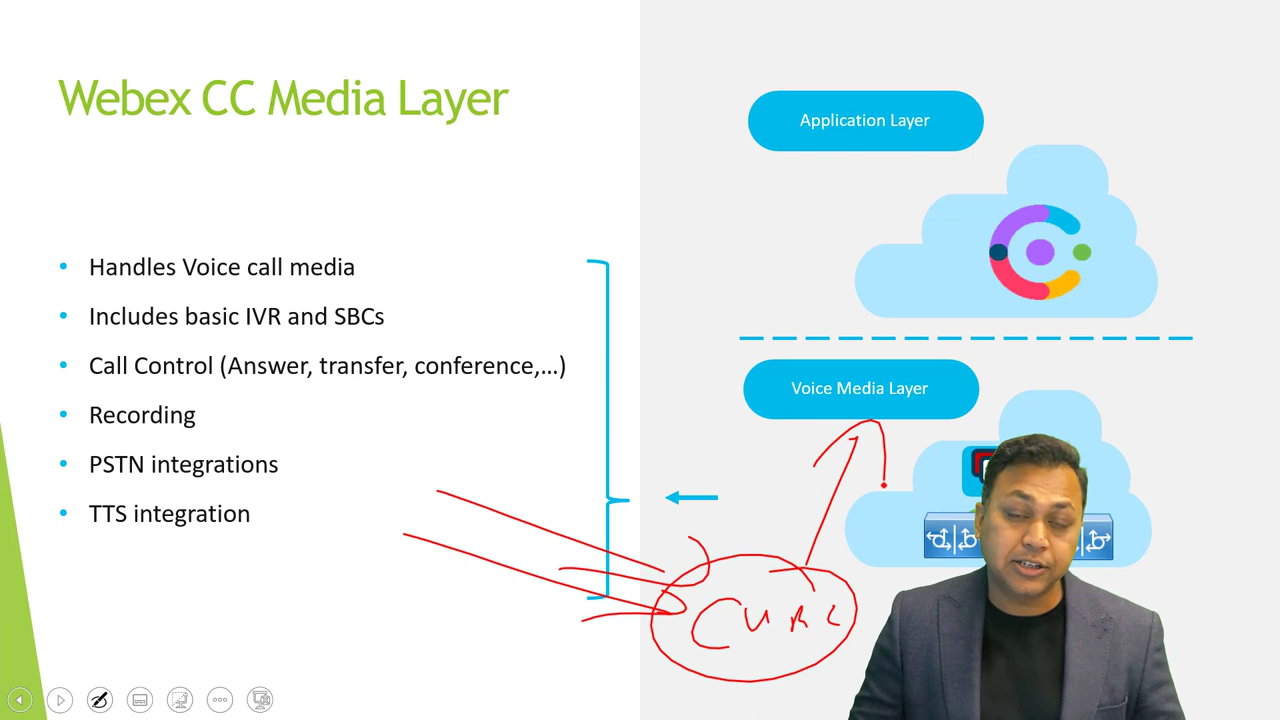 Webex CC Media Layer
Handles Voice call media
Includes basic IVR and SBCs
Call Control (Answer, transfer, conference,...)
Recording
PSTN integrations
TTS integration
Application Layer
Voice Media Layer